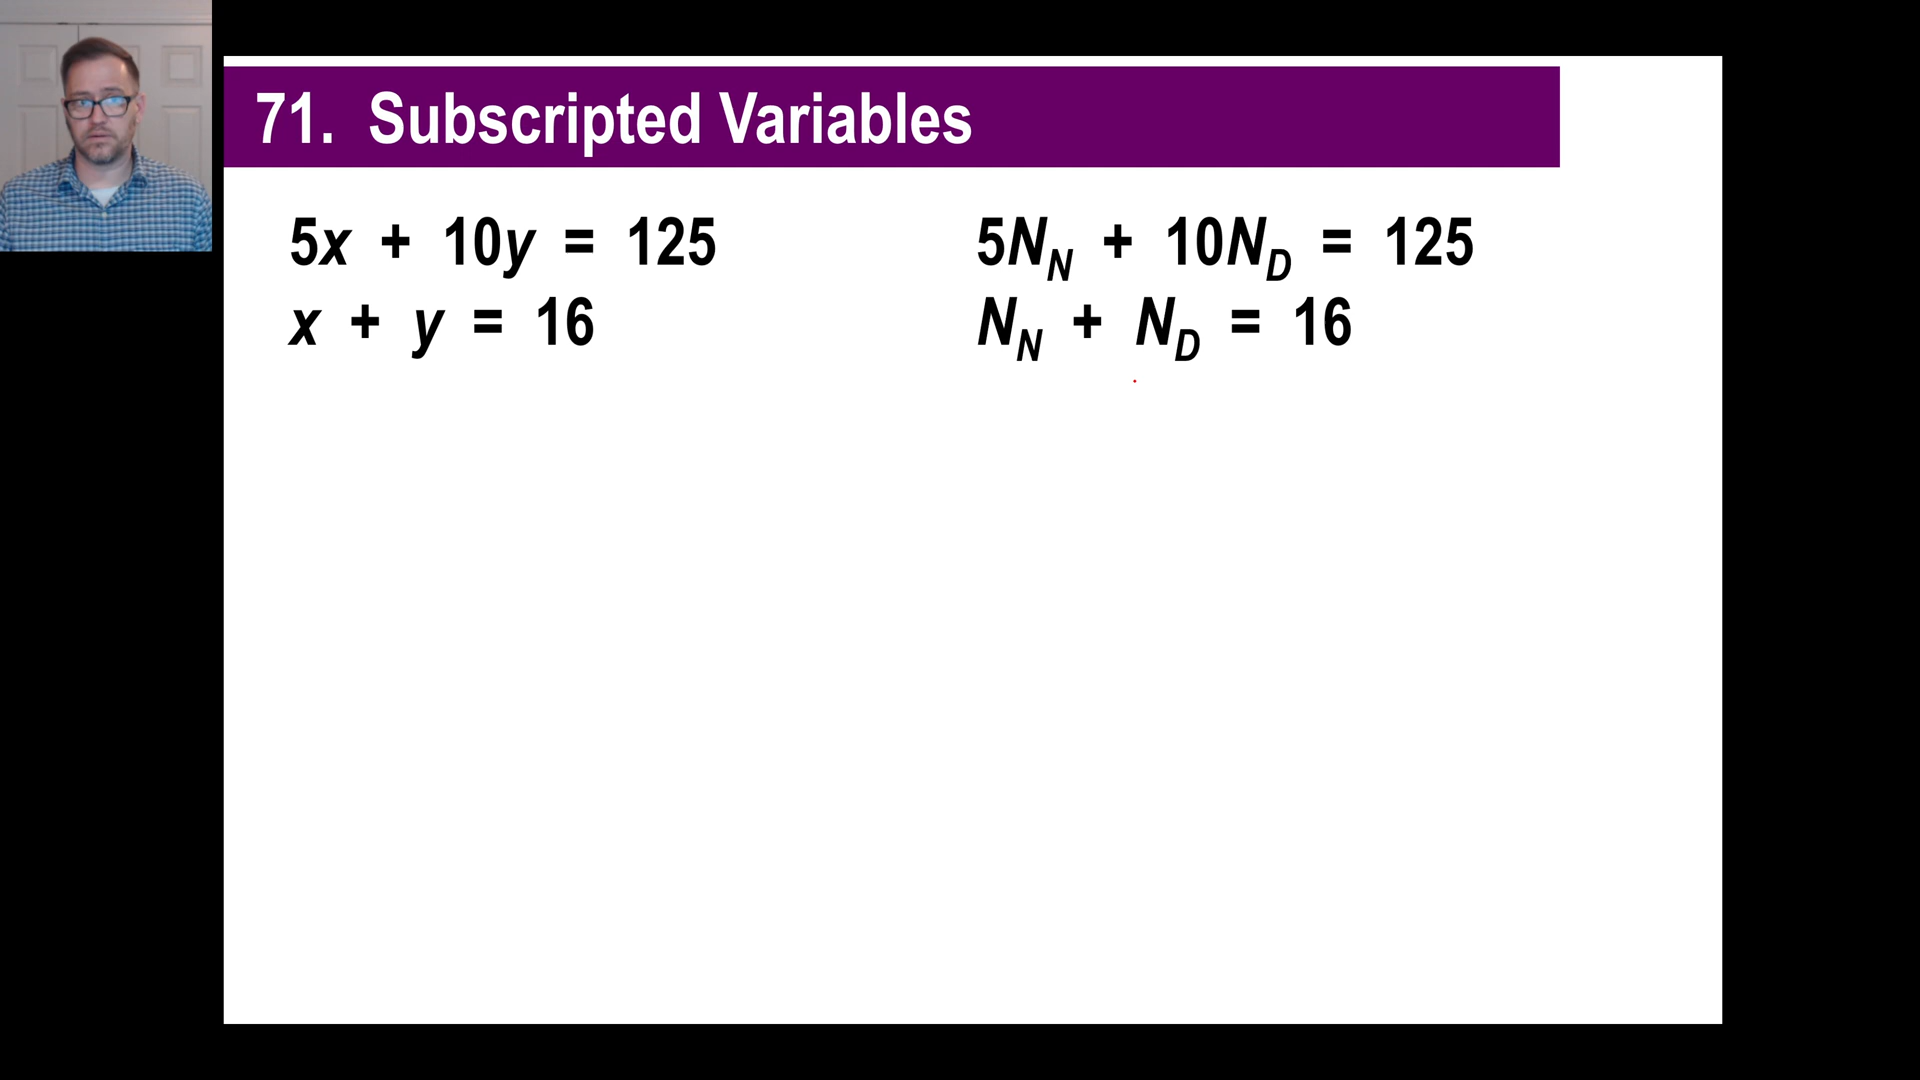 71. Subscripted Variables
5x + 10y = 125
x + y = 16
5N_N + 10N_D = 125
N_N + N_D = 16